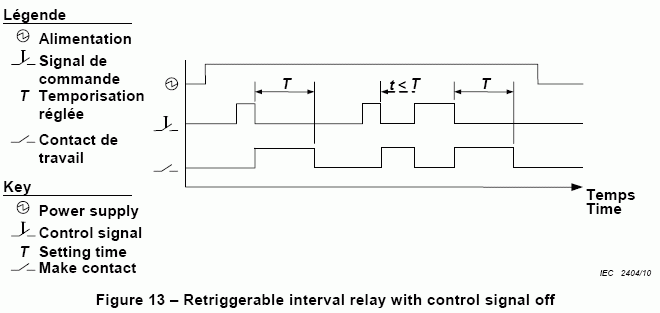 Légende
Alimentation
Signal de
commande
T Temporisation
réglée
Contact de
travail
Key
Power supply
Control signal
T Setting time
Make contact
T
t < T
T
Temps
Time
IEC 2404/10
Figure 13 – Retriggerable interval relay with control signal off